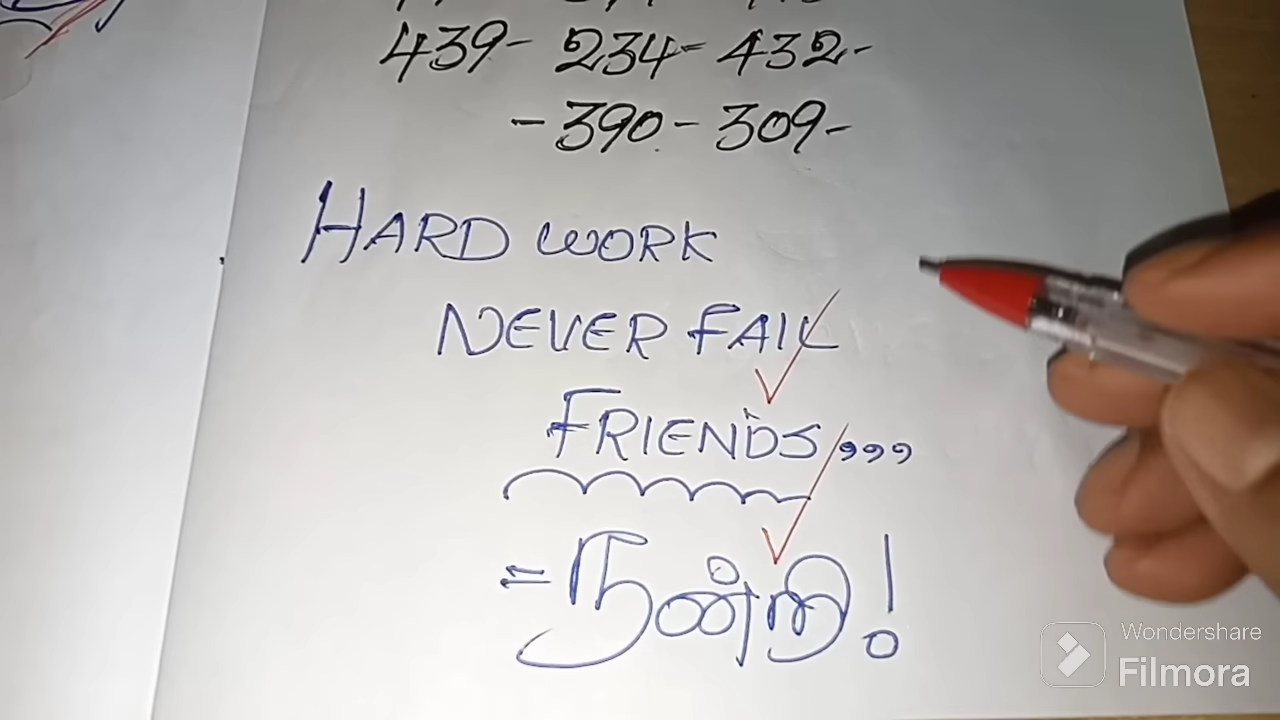 439- 234- 432-
-390- 309-
HARD WORK
NEVER FAIL
FRIENDS,,,
= நன்றி!
Wondershare
Filmora